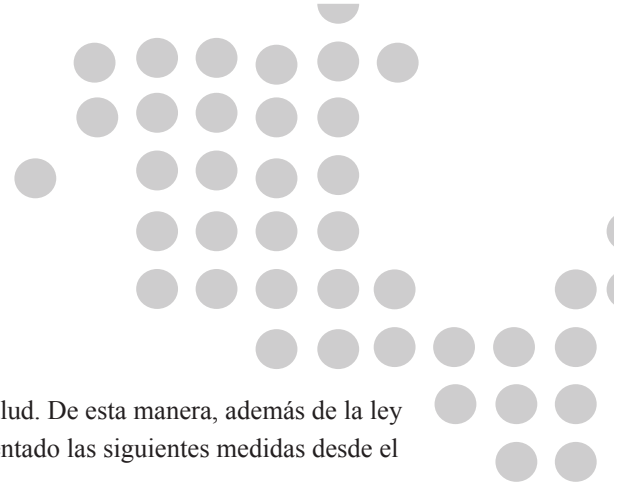 lud. De esta manera, además de la ley
ntado las siguientes medidas desde el